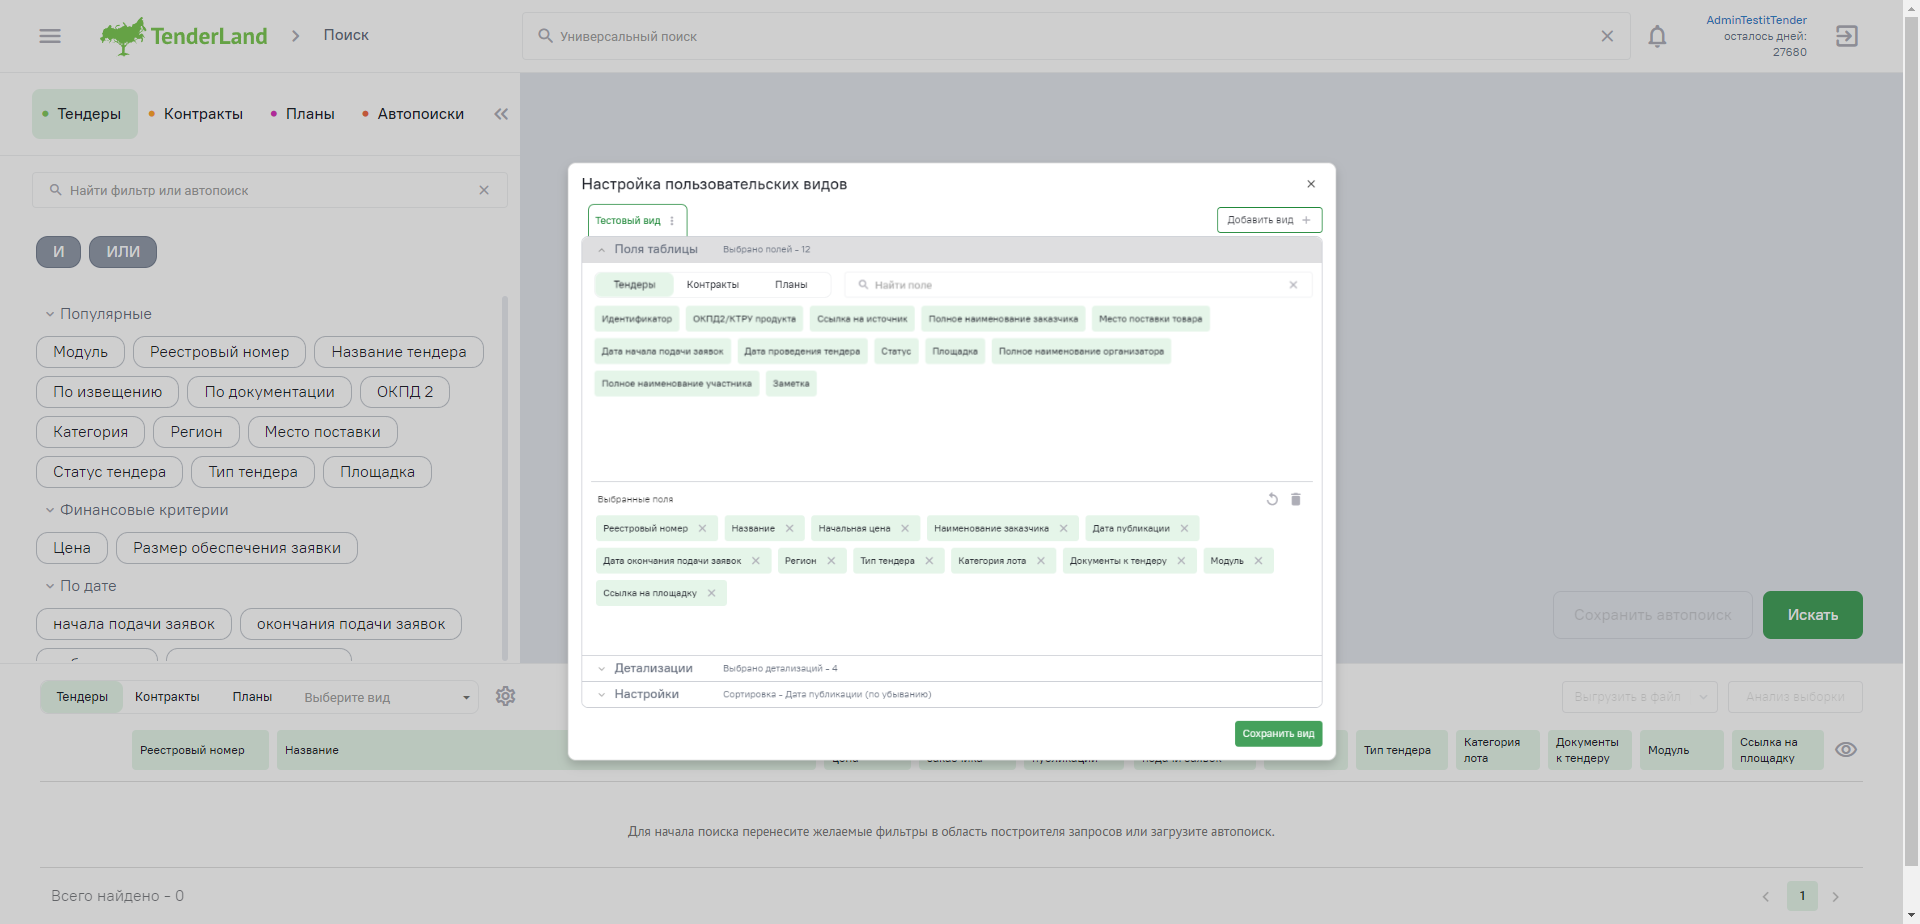 TenderLand
Поиск
Универсальный поиск
AdminTestitTender
осталось дней:
27680
Тендеры
Контракты
Планы
Автопоиски
Найти фильтр или автопоиск
И
ИЛИ
Популярные
Модуль
Реестровый номер
Название тендера
По извещению
По документации
ОКПД 2
Категория
Регион
Место поставки
Статус тендера
Тип тендера
Площадка
Финансовые критерии
Цена
Размер обеспечения заявки
По дате
начала подачи заявок
окончания подачи заявок
Настройка пользовательских видов
Тестовый вид
Добавить вид
Поля таблицы
Выбрано полей - 12
Тендеры
Контракты
Планы
Найти поле
Идентификатор
ОКПД2/КТРУ продукта
Ссылка на источник
Полное наименование заказчика
Место поставки товара
Дата начала подачи заявок
Дата проведения тендера
Статус
Площадка
Полное наименование организатора
Полное наименование участника
Заметка
Выбранные поля
Реестровый номер
Название
Начальная цена
Наименование заказчика
Дата публикации
Дата окончания подачи заявок
Регион
Тип тендера
Категория лота
Документы к тендеру
Модуль
Ссылка на площадку
Детализации
Выбрано детализаций - 4
Настройки
Сортировка - Дата публикации (по убыванию)
Сохранить вид
Сохранить автопоиск
Искать
Тендеры
Контракты
Планы
Выберите вид
Выгрузить в файл
Анализ выборки
Реестровый номер
Название
цена
заказчика
публикации
подачи заявок
Тип тендера
Категория
лота
Документы
к тендеру
Модуль
Ссылка на
площадку
Для начала поиска перенесите желаемые фильтры в область построителя запросов или загрузите автопоиск.
Всего найдено - 0
1